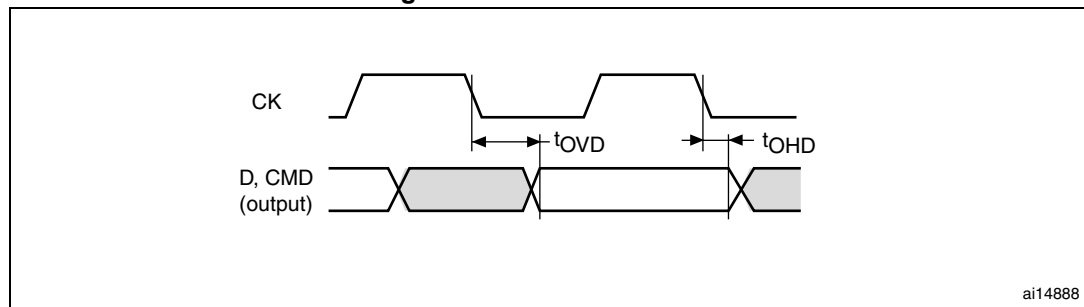 CK
tOVD
tOHD
D, CMD
(output)
ai14888